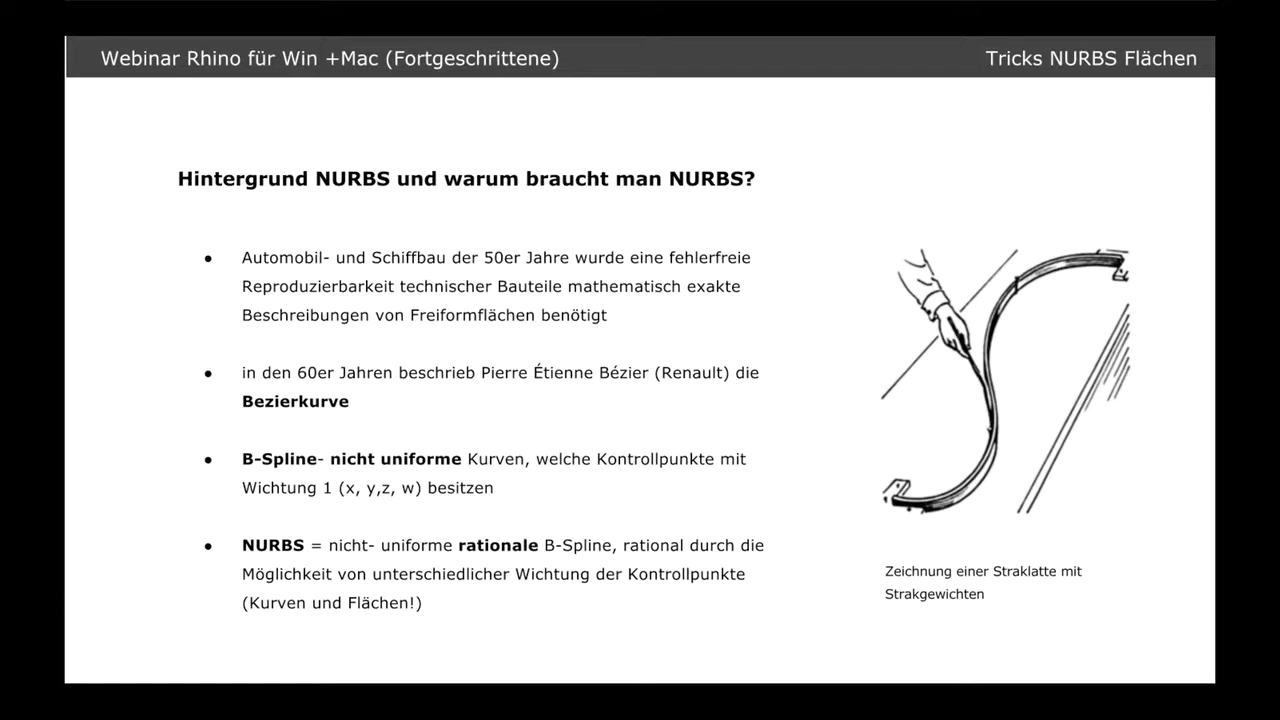 Webinar Rhino für Win +Mac (Fortgeschrittene)
Tricks NURBS Flächen
Hintergrund NURBS und warum braucht man NURBS?
● Automobil- und Schiffbau der 50er Jahre wurde eine fehlerfreie
Reproduzierbarkeit technischer Bauteile mathematisch exakte
Beschreibungen von Freiformflächen benötigt
● in den 60er Jahren beschrieb Pierre Étienne Bézier (Renault) die
Bezierkurve
● B-Spline- nicht uniforme Kurven, welche Kontrollpunkte mit
Wichtung 1 (x, y,z, w) besitzen
● NURBS = nicht- uniforme rationale B-Spline, rational durch die
Möglichkeit von unterschiedlicher Wichtung der Kontrollpunkte
(Kurven und Flächen!)
Zeichnung einer Straklatte mit
Strakgewichten